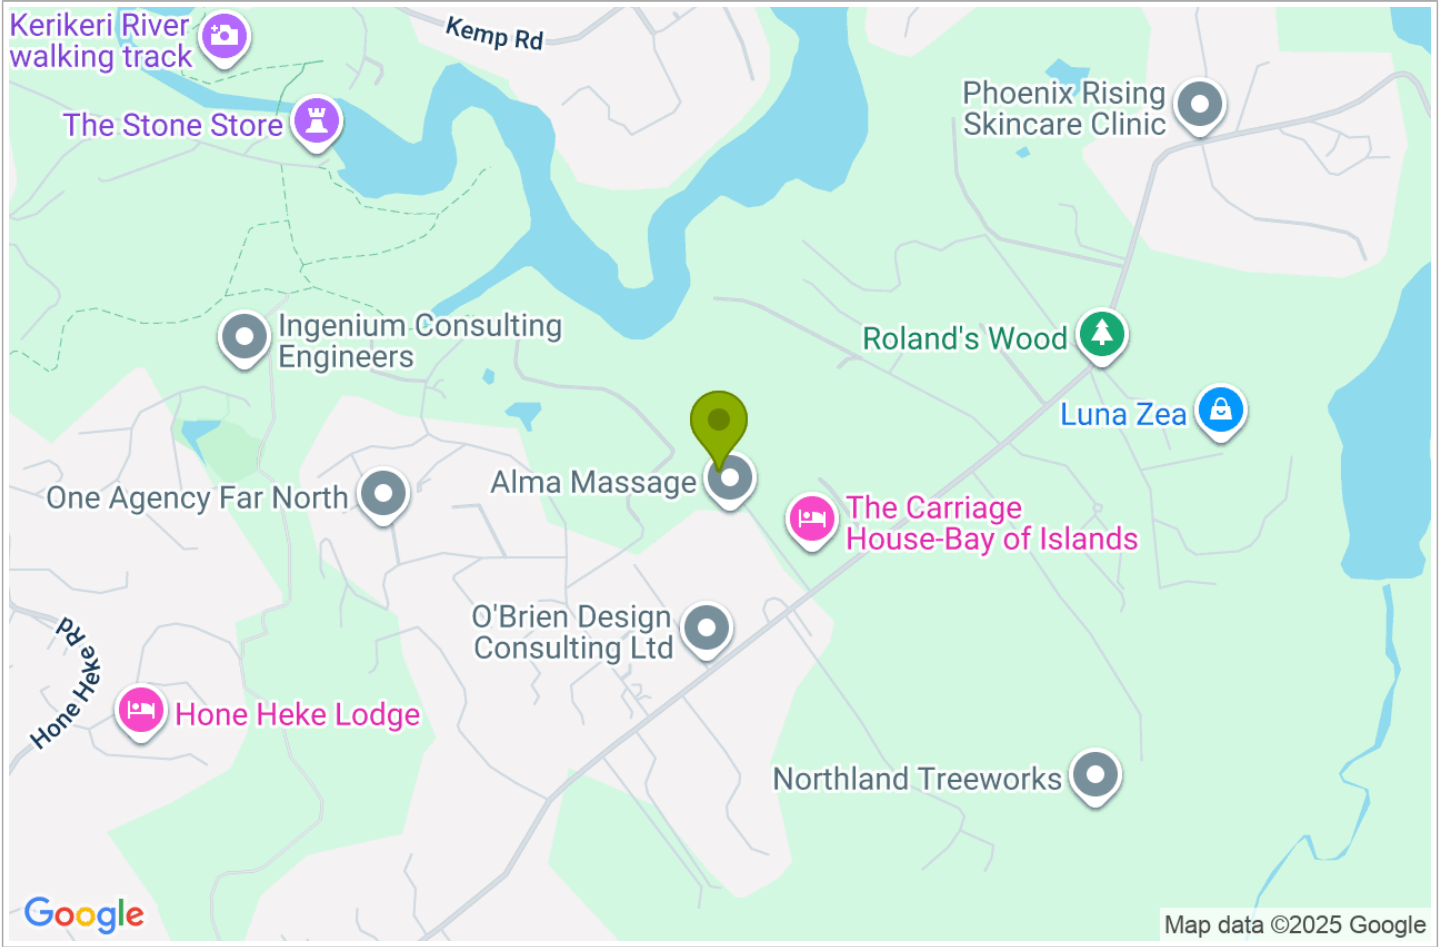 Kerikeri River
walking track
Kemp Rd
Phoenix Rising
Skincare Clinic
The Stone Store
Ingenium Consulting
Engineers
Roland's Wood
Luna Zea
Alma Massage
One Agency Far North
The Carriage
House-Bay of Islands
O'Brien Design
Consulting Ltd
Hone Heke Rd
Hone Heke Lodge
Northland Treeworks
Google
Map data ©2025 Google